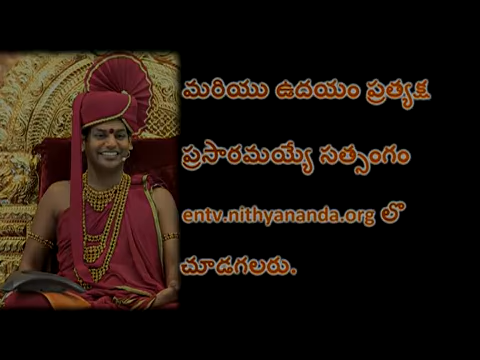 మరియు ఉదయం ప్రత్యక్ష
ప్రసారమయ్యే సత్సంగం
entv.nithyananda.org లొ
చూడగలరు.